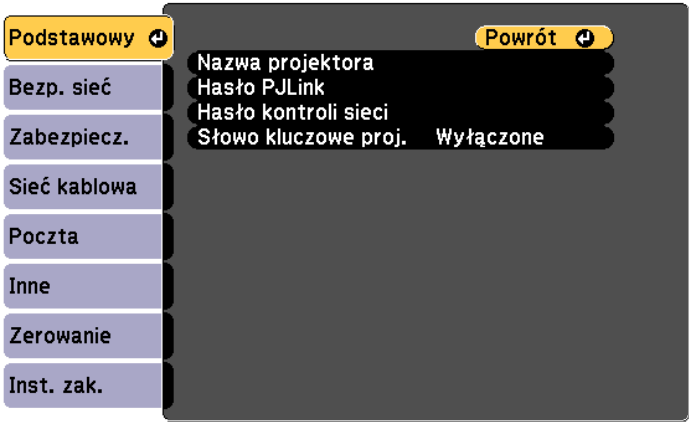 Podstawowy
Bezp. sieć
Zabezpiecz.
Sieć kablowa
Poczta
Inne
Zerowanie
Inst. zak.
Powrót
Nazwa projektora
Hasło PJLink
Hasło kontroli sieci
Słowo kluczowe proj. Wyłączone